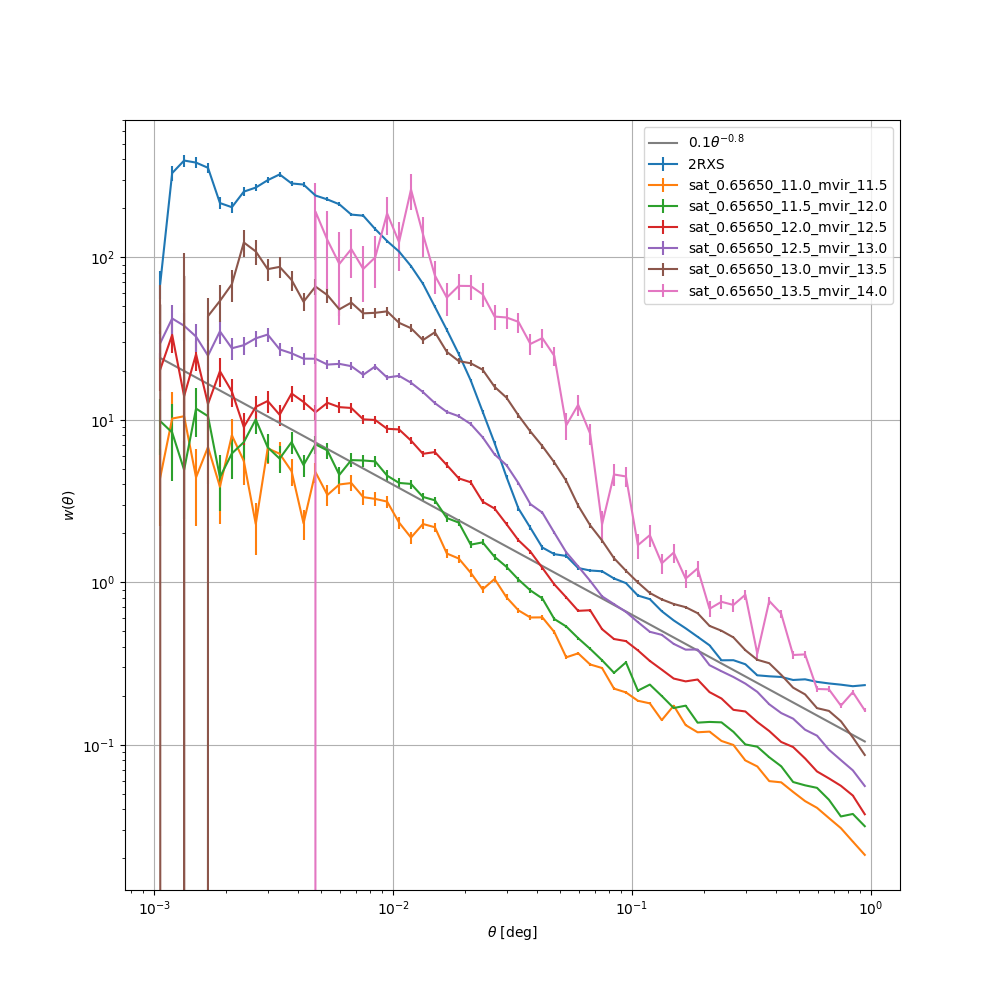 0.1θ^{-0.8}
2RXS
sat_0.65650_11.0_mvir_11.5
sat_0.65650_11.5_mvir_12.0
sat_0.65650_12.0_mvir_12.5
sat_0.65650_12.5_mvir_13.0
sat_0.65650_13.0_mvir_13.5
sat_0.65650_13.5_mvir_14.0
10^{2}
10^{1}
10^{0}
10^{-1}
w(θ)
10^{-3} 10^{-2} 10^{-1} 10^{0}
θ [deg]